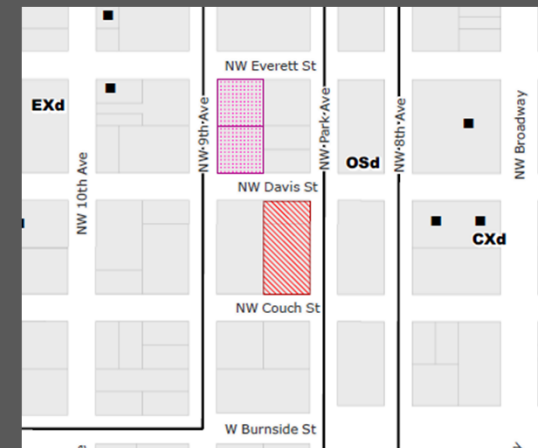 NW Everett St
EXd
NW 10th Ave
NW 9th Ave
NW Park Ave
NW 8th Ave
NW Broadway
OSd
NW Davis St
CXd
NW Couch St
W Burnside St